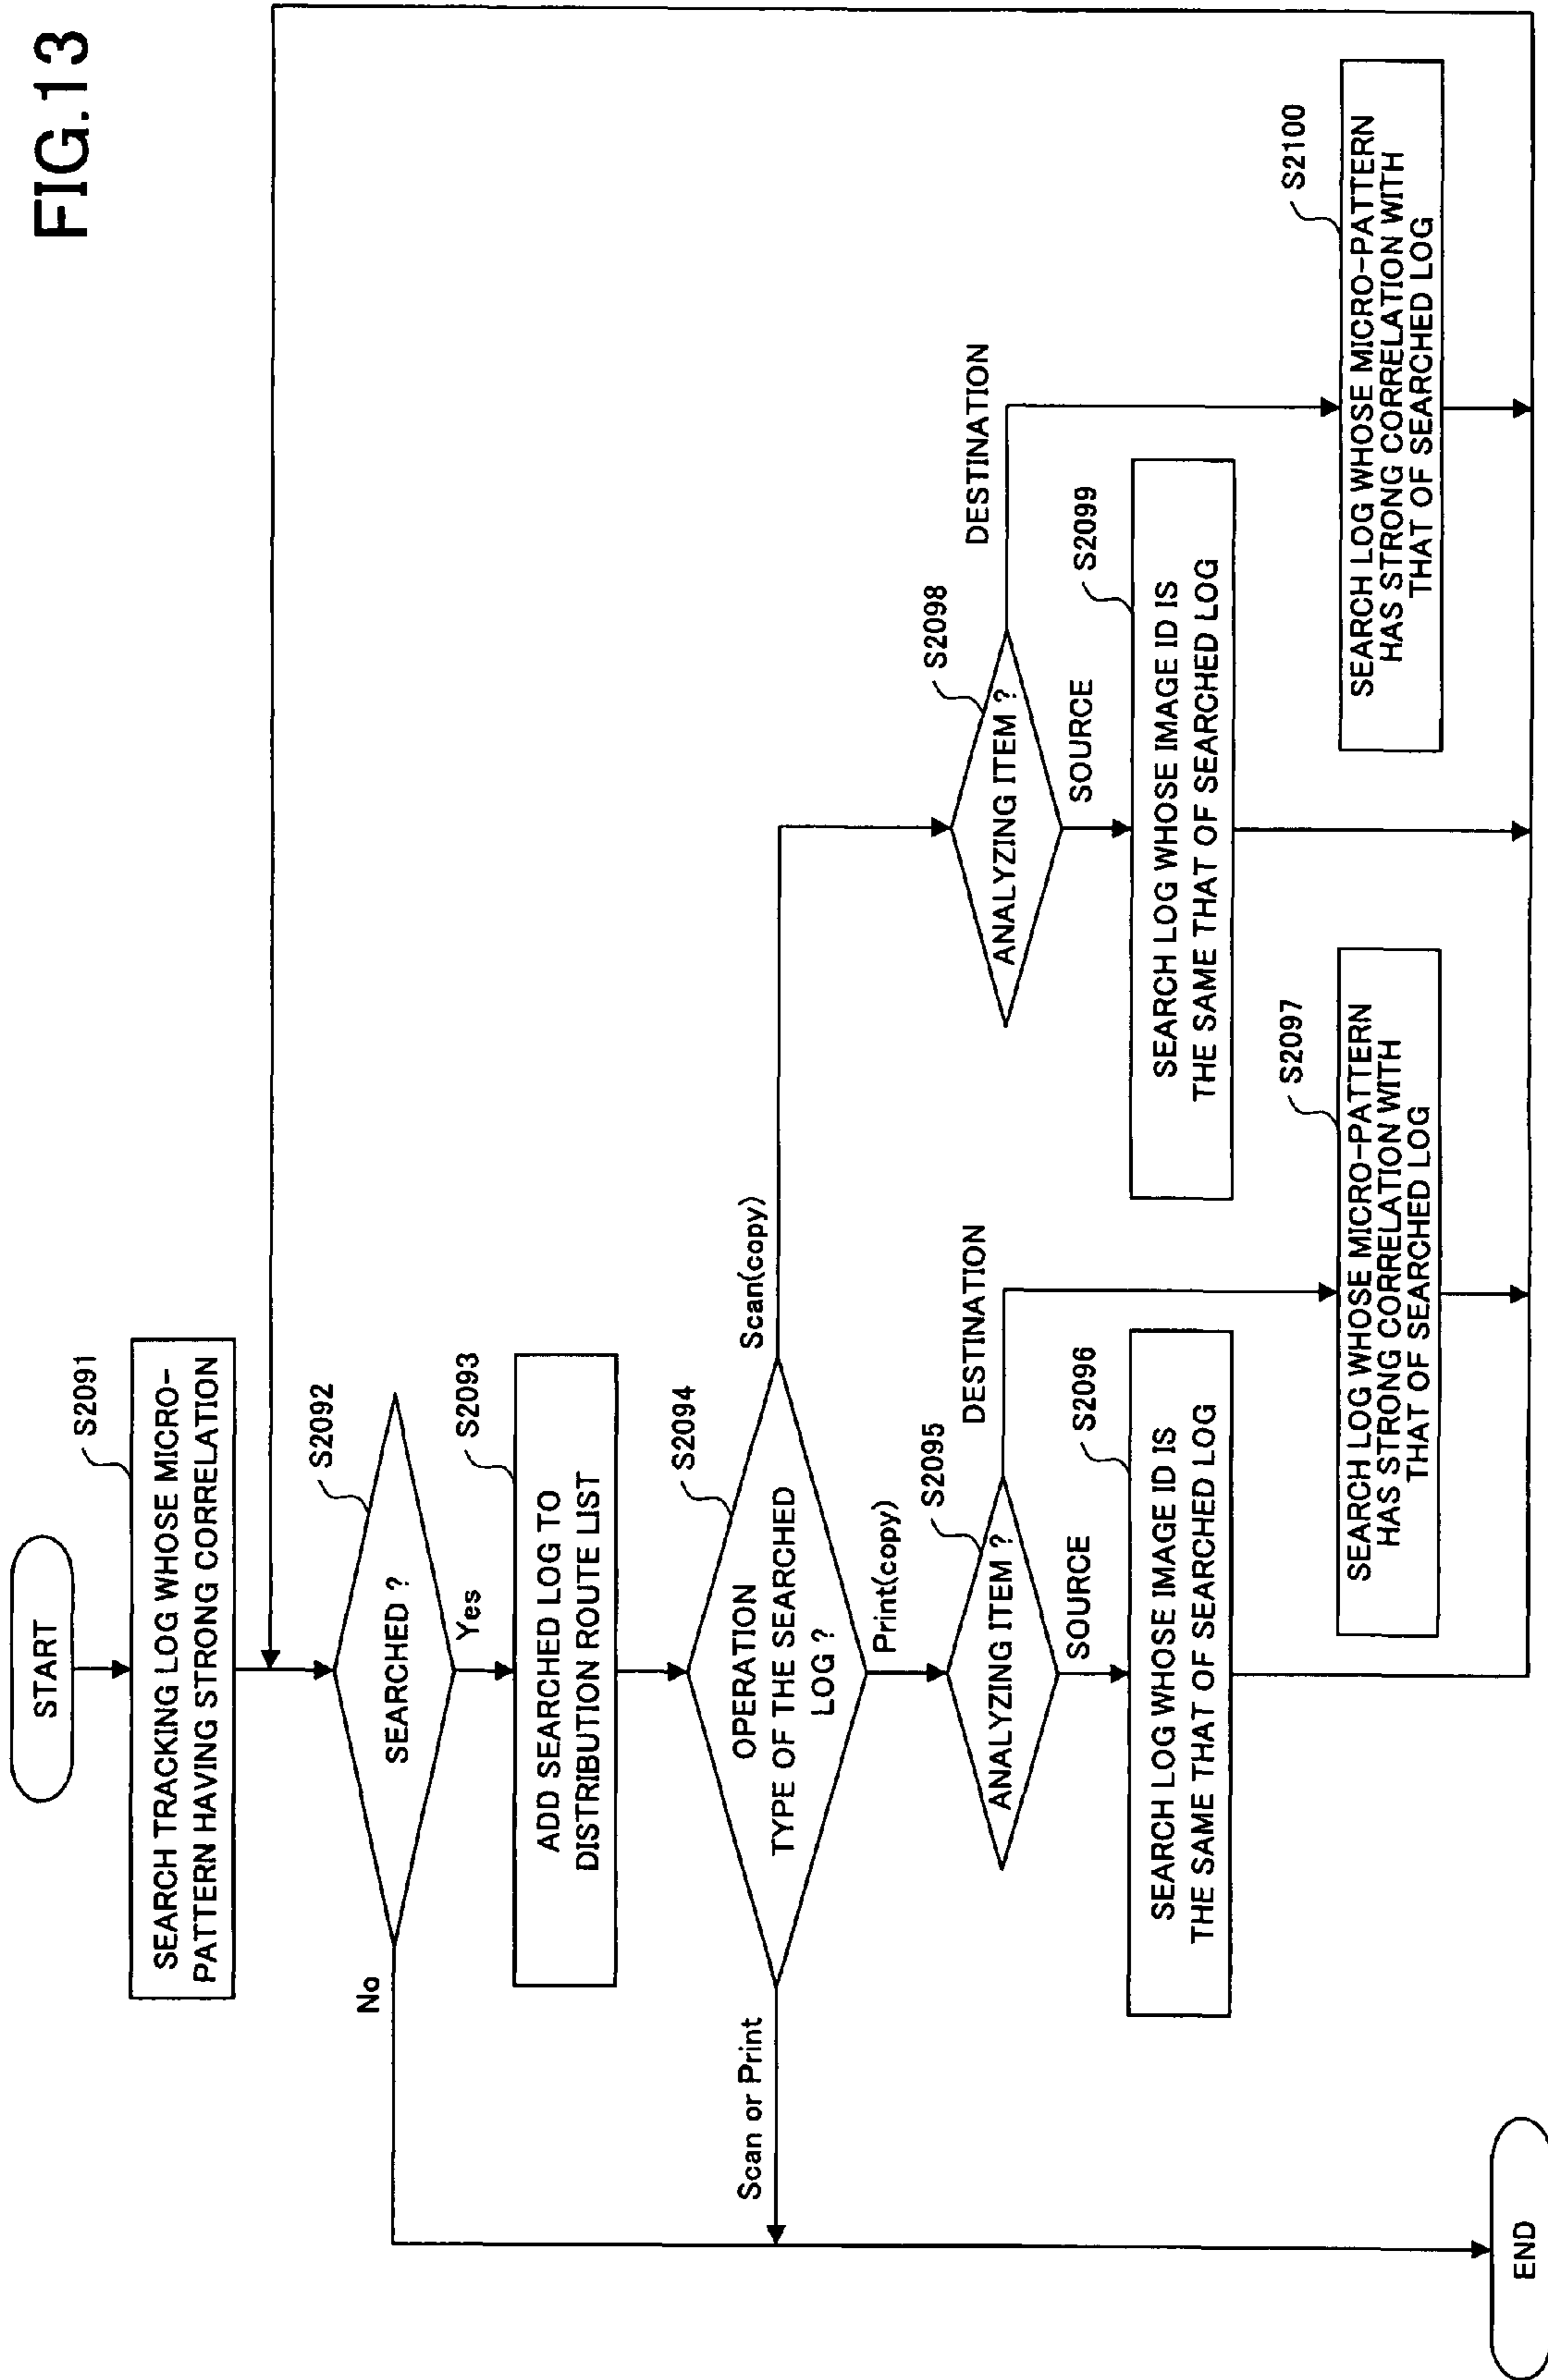 FIG.13
START
S2091
SEARCH TRACKING LOG WHOSE MICRO-
PATTERN HAVING STRONG CORRELATION
S2092
SEARCHED ?
No
Yes
S2093
ADD SEARCHED LOG TO
DISTRIBUTION ROUTE LIST
S2094
OPERATION
TYPE OF THE SEARCHED
LOG ?
Scan or Print
Scan(copy)
Print(copy)
S2095
ANALYZING ITEM ?
DESTINATION
SOURCE
S2096
SEARCH LOG WHOSE IMAGE ID IS
THE SAME THAT OF SEARCHED LOG
S2097
SEARCH LOG WHOSE MICRO-PATTERN
HAS STRONG CORRELATION WITH
THAT OF SEARCHED LOG
S2098
ANALYZING ITEM ?
DESTINATION
SOURCE
S2099
SEARCH LOG WHOSE IMAGE ID IS
THE SAME THAT OF SEARCHED LOG
S2100
SEARCH LOG WHOSE MICRO-PATTERN
HAS STRONG CORRELATION WITH
THAT OF SEARCHED LOG
END